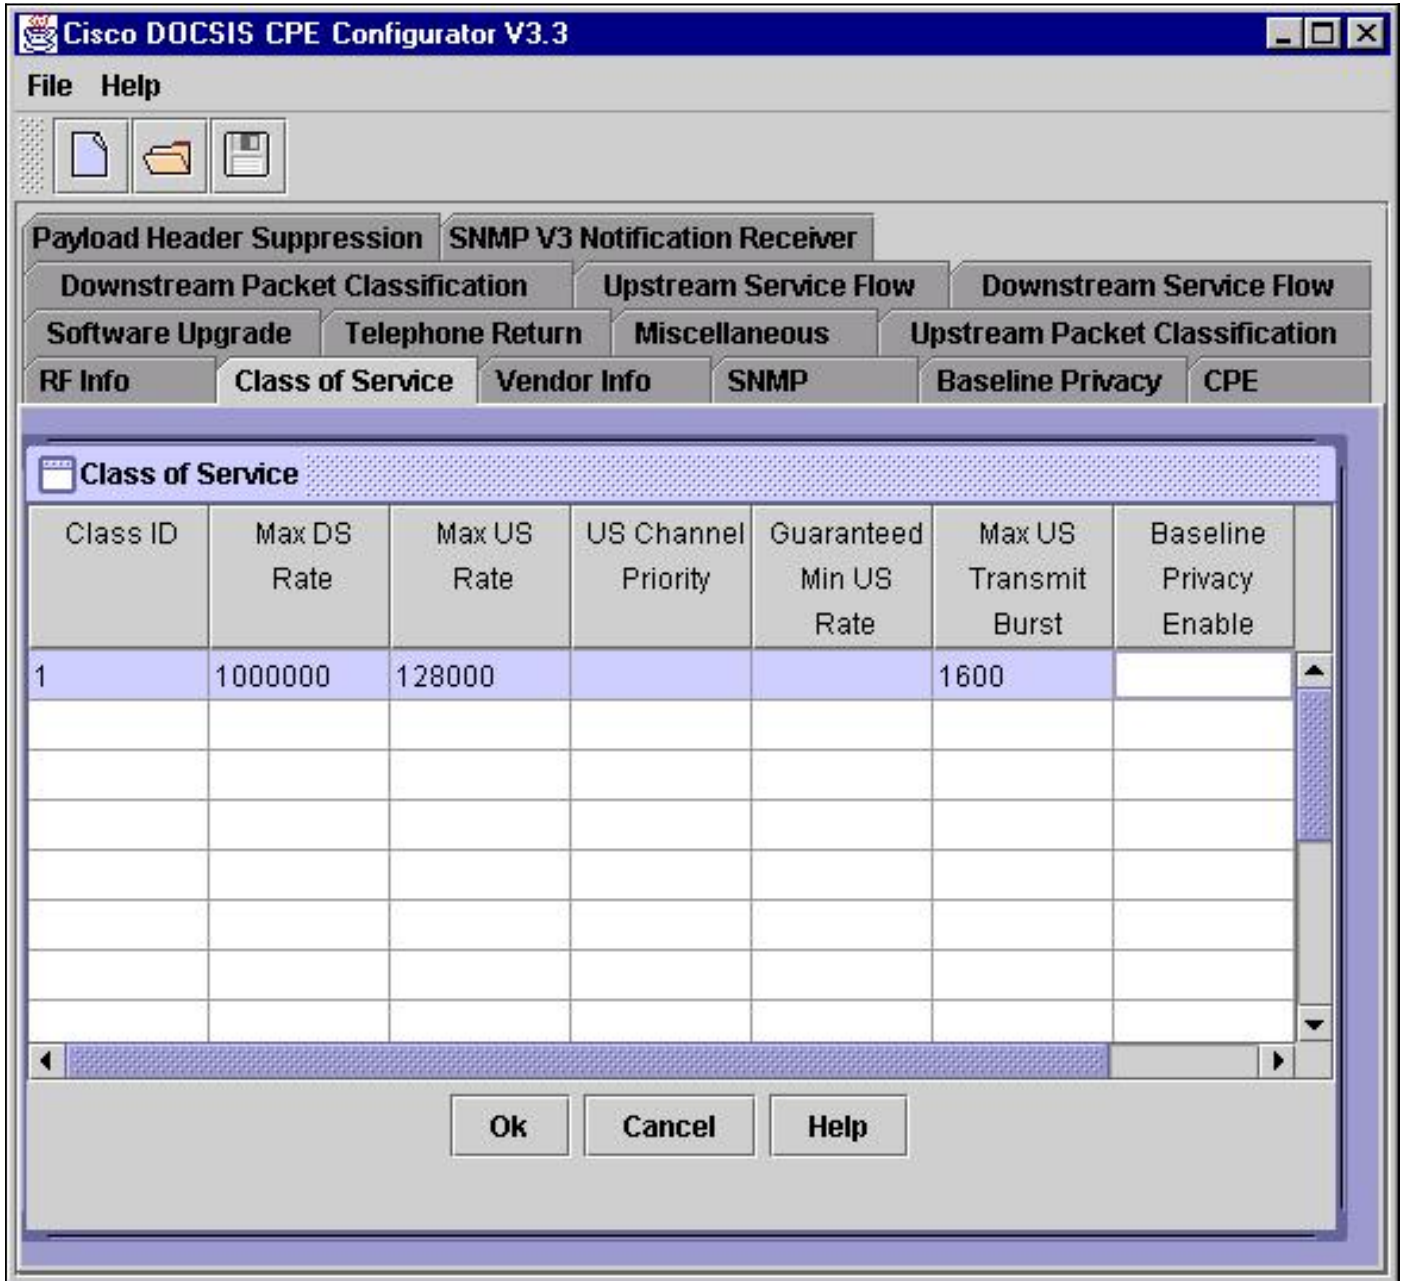 Cisco DOCSIS CPE Configurator V3.3
File Help
Payload Header Suppression SNMP V3 Notification Receiver
Downstream Packet Classification Upstream Service Flow Downstream Service Flow
Software Upgrade Telephone Return Miscellaneous Upstream Packet Classification
RF Info Class of Service Vendor Info SNMP Baseline Privacy CPE
Class of Service
Class ID Max DS Max US US Channel Guaranteed Max US Baseline
Rate Rate Priority Min US Transmit Privacy
Rate Burst Enable
1 1000000 128000 1600
Ok Cancel Help